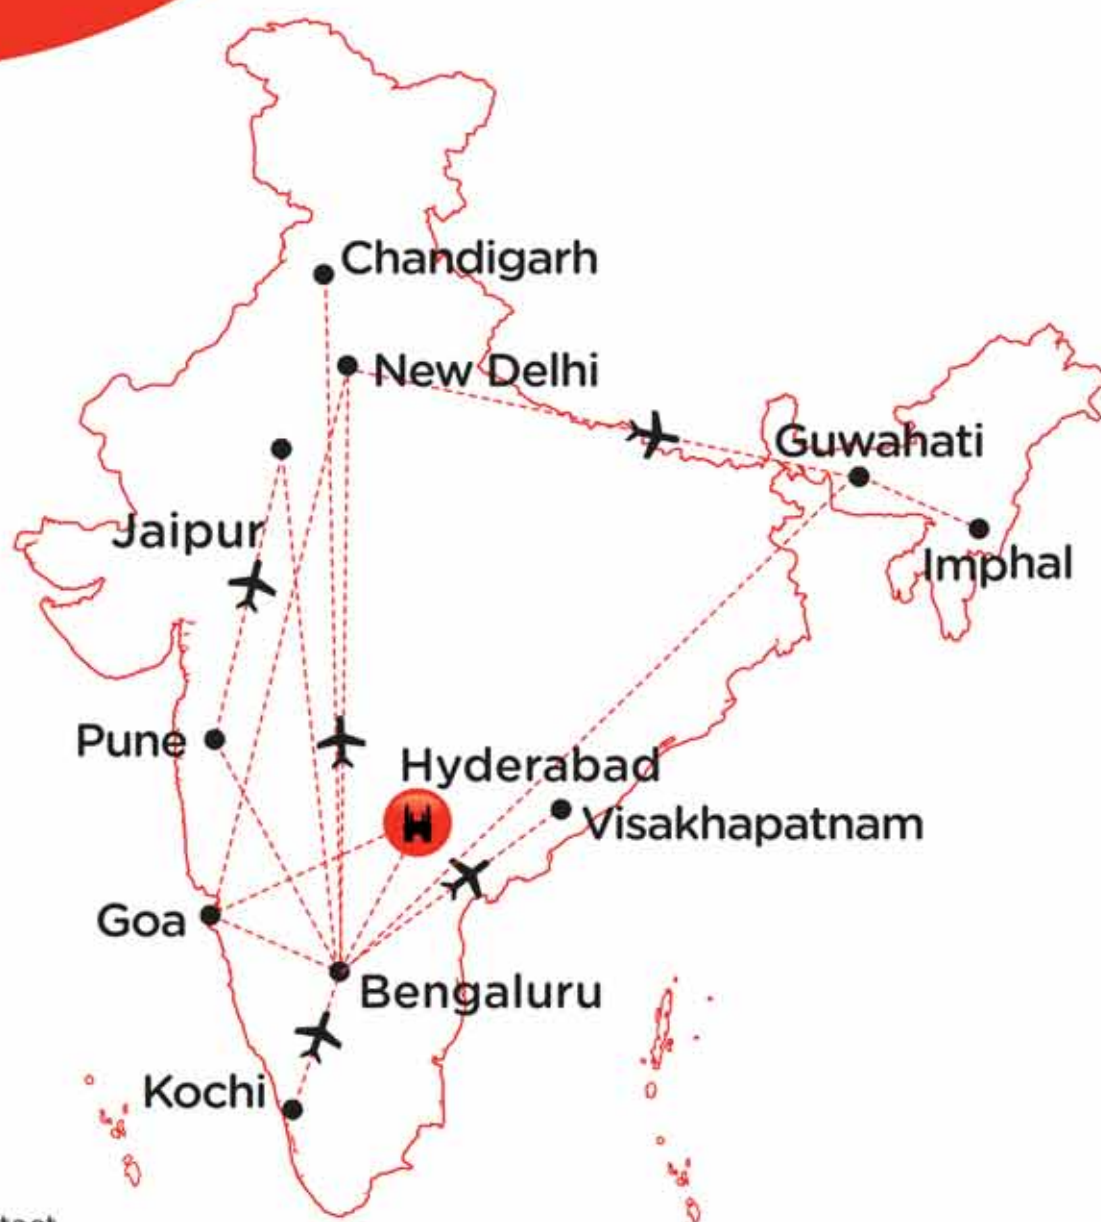 Chandigarh
New Delhi
Guwahati
Jaipur
Imphal
Pune
Hyderabad
Visakhapatnam
Goa
Bengaluru
Kochi